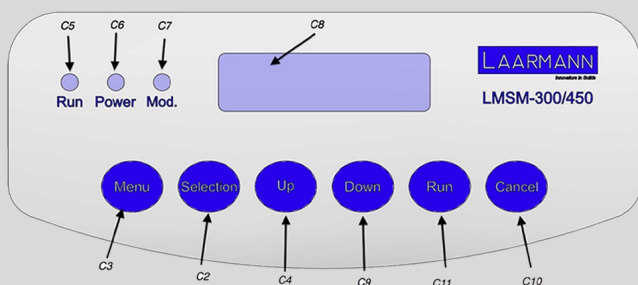 C5 C6 C7 C8
LAARMANN
Innovators in Solids
Run Power Mod.
LMSM-300/450
Menu Selection Up Down Run Cancel
C3 C2 C4 C9 C11 C10